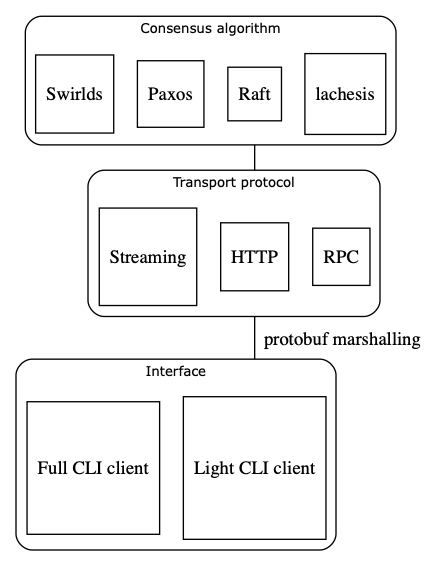 Consensus algorithm
Swirlds Paxos Raft lachesis
Transport protocol
Streaming HTTP RPC
protobuf marshalling
Interface
Full CLI client Light CLI client